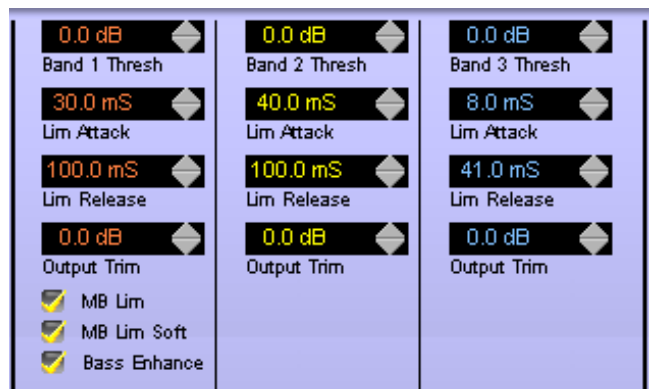 0.0 dB 0.0 dB 0.0 dB
Band 1 Thresh Band 2 Thresh Band 3 Thresh
30.0 mS 40.0 mS 8.0 mS
Lim Attack Lim Attack Lim Attack
100.0 mS 100.0 mS 41.0 mS
Lim Release Lim Release Lim Release
0.0 dB 0.0 dB 0.0 dB
Output Trim Output Trim Output Trim
MB Lim
MB Lim Soft
Bass Enhance